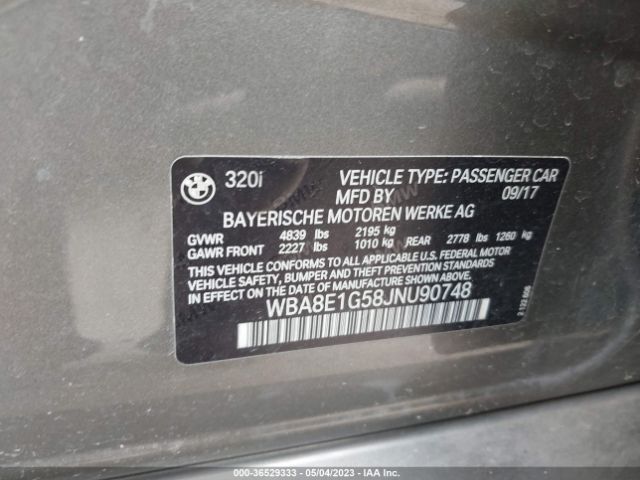 320i VEHICLE TYPE: PASSENGER CAR
MFD BY 09/17
BAYERISCHE MOTOREN WERKE AG
GVWR 4839 lbs 2195 kg
GAWR FRONT 2227 lbs 1010 kg REAR 2778 lbs 1260 kg
THIS VEHICLE CONFORMS TO ALL APPLICABLE U.S. FEDERAL MOTOR
VEHICLE SAFETY, BUMPER AND THEFT PREVENTION STANDARDS
IN EFFECT ON THE DATE OF MANUFACTURE SHOWN ABOVE.
WBA8E1G58JNU90748
000-36529333 - 05/04/2023 - IAA Inc.